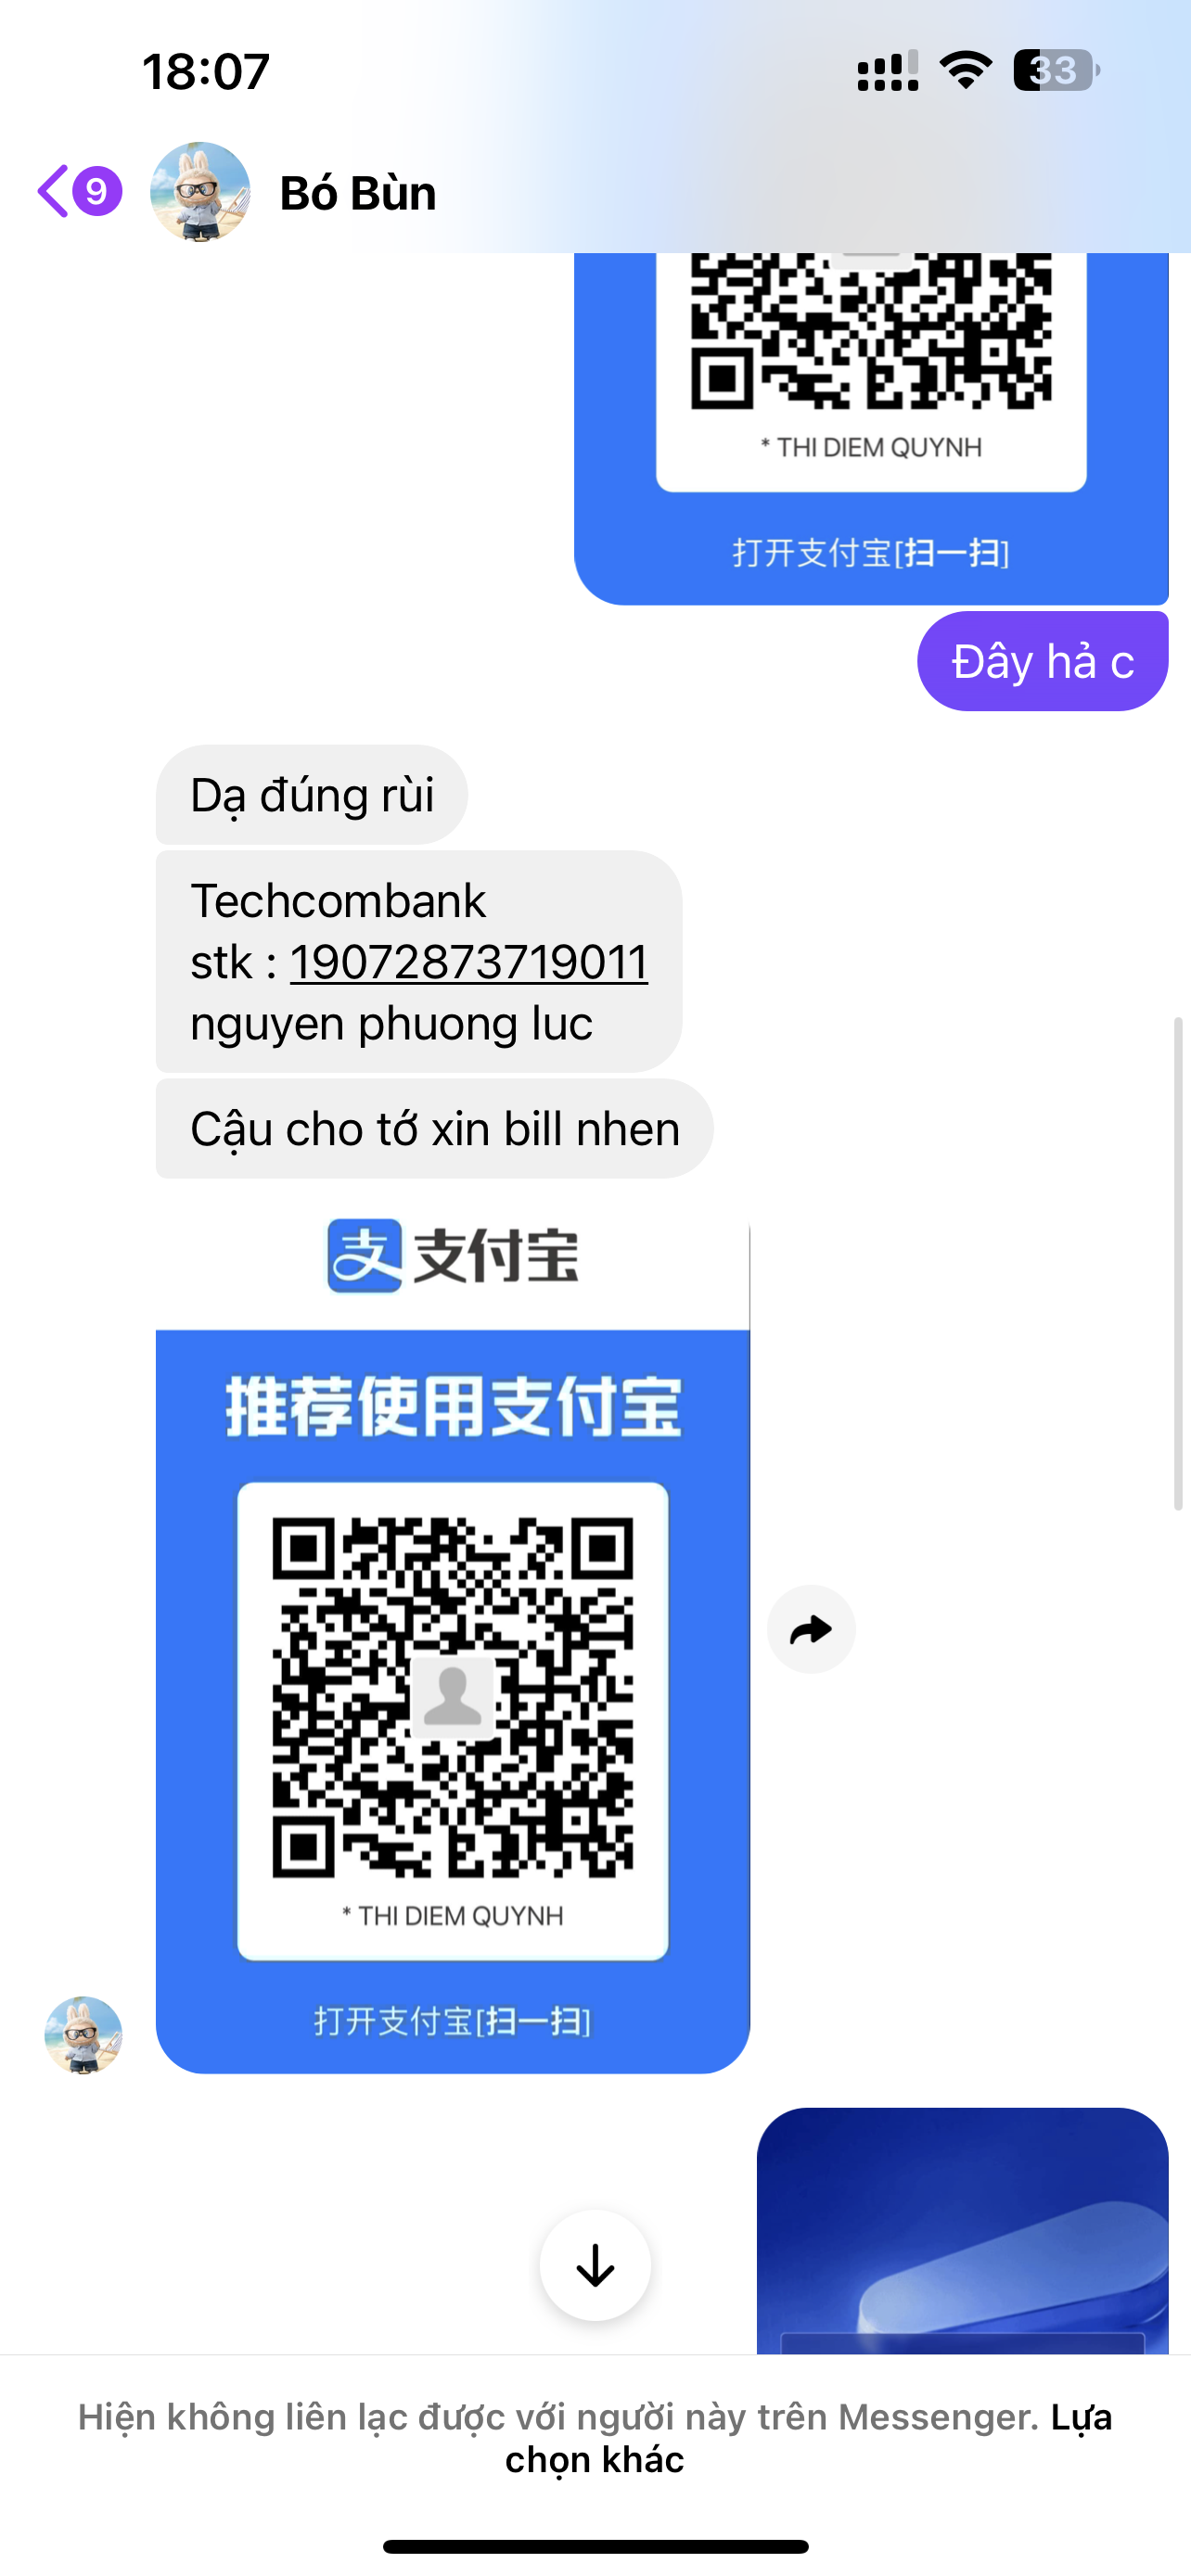 18:07
33
9
Bó Bùn
* THI DIEM QUYNH
打开支付宝[扫一扫]
Đây hả c
Dạ đúng rùi
Techcombank
stk : 19072873719011
nguyen phuong luc
Cậu cho tớ xin bill nhen
支 支付宝
推荐使用支付宝
* THI DIEM QUYNH
打开支付宝[扫一扫]
Hiện không liên lạc được với người này trên Messenger. Lựa
chọn khác